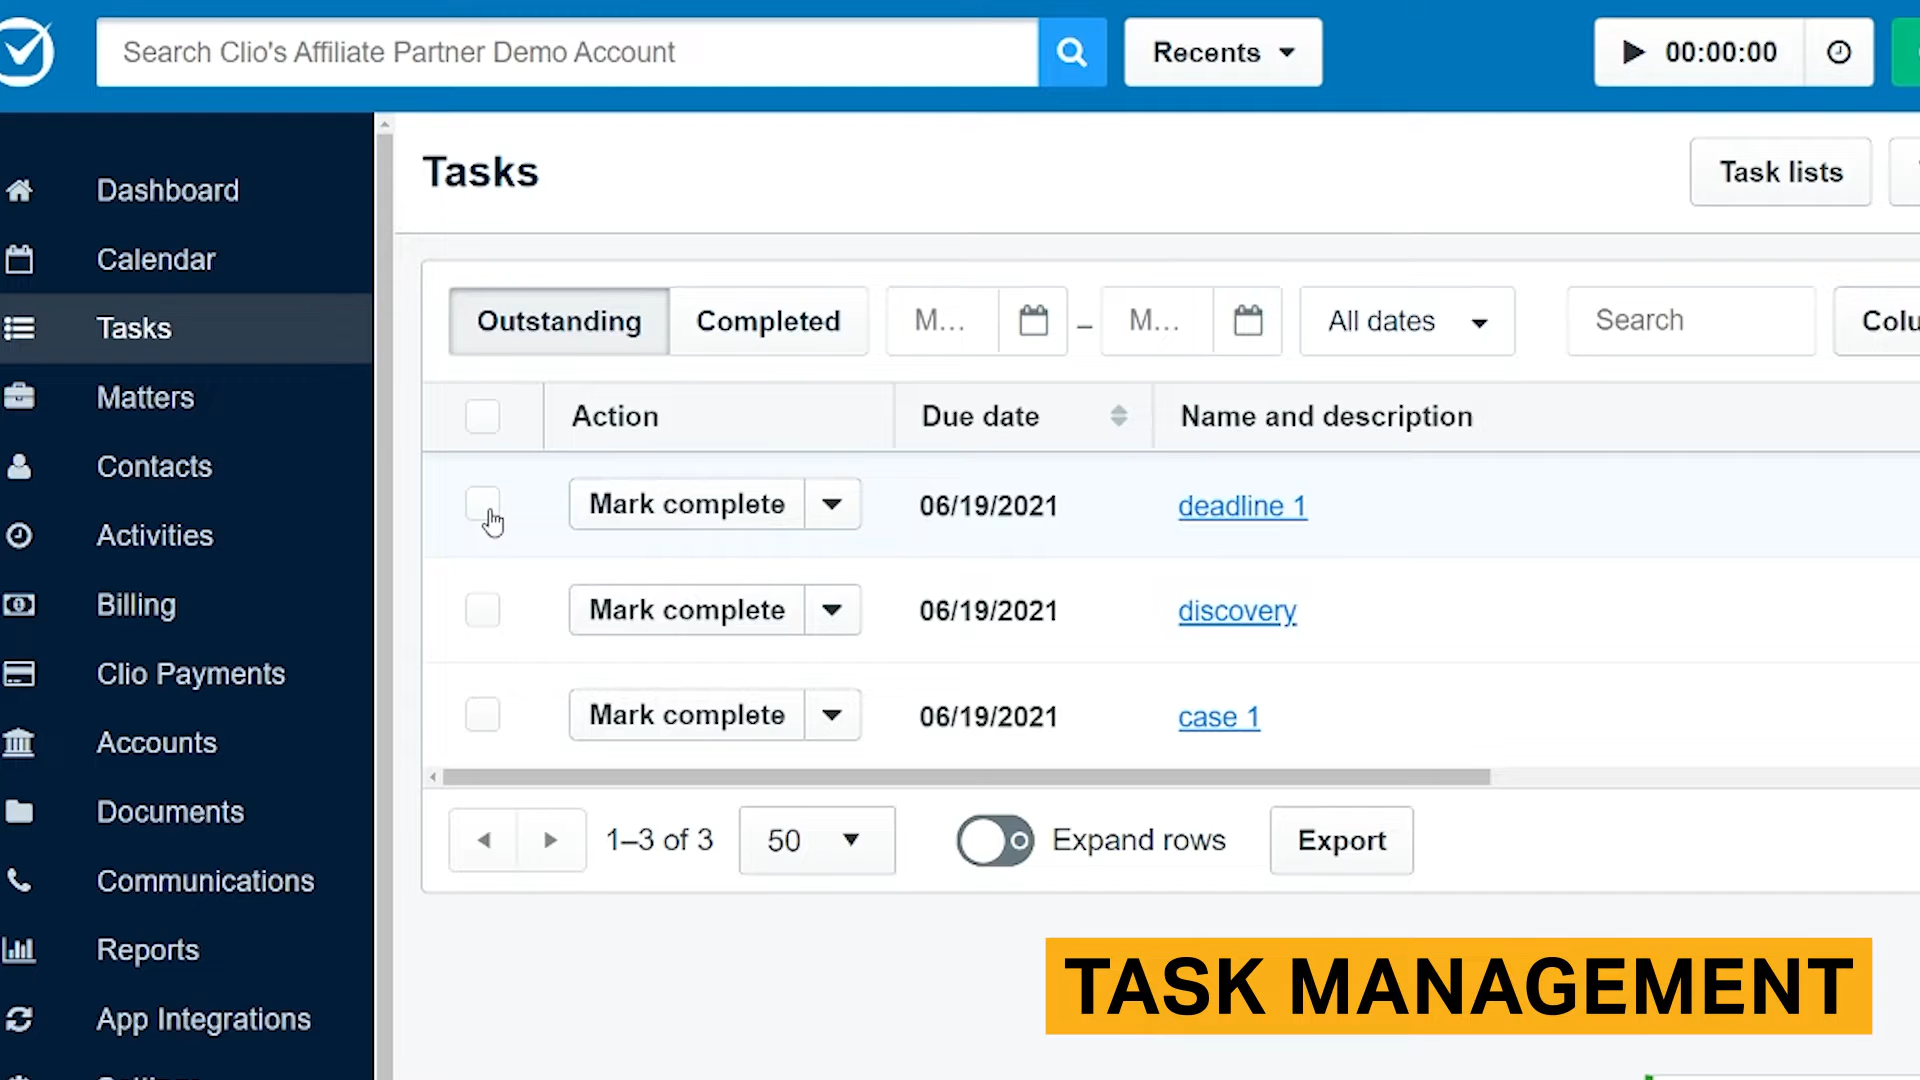 Search Clio's Affiliate Partner Demo Account
Recents
00:00:00
Dashboard
Calendar
Tasks
Matters
Contacts
Activities
Billing
Clio Payments
Accounts
Documents
Communications
Reports
App Integrations
Tasks
Task lists
Outstanding
Completed
M...
–
M...
All dates
Search
Colu
Action
Due date
Name and description
Mark complete
06/19/2021
deadline 1
Mark complete
06/19/2021
discovery
Mark complete
06/19/2021
case 1
1–3 of 3
50
Expand rows
Export
TASK MANAGEMENT